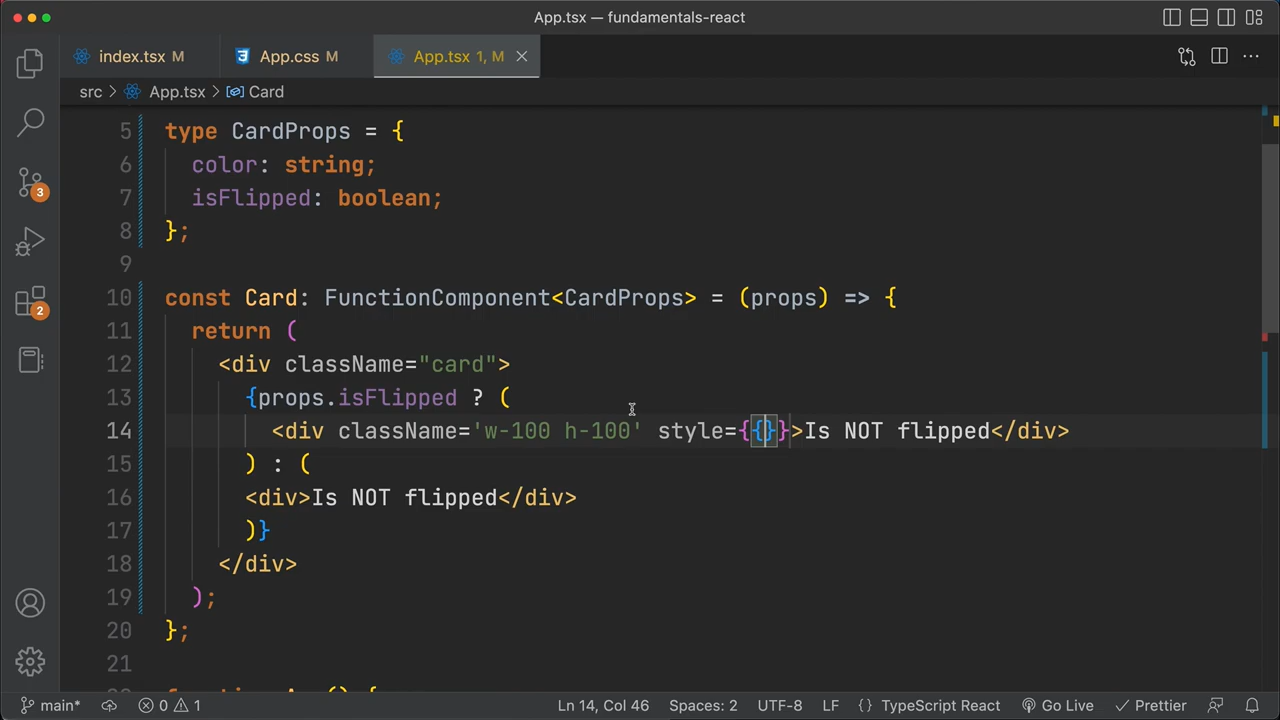 App.tsx — fundamentals-react
index.tsx M App.css M App.tsx 1, M
src > App.tsx > Card
5 type CardProps = {
6 color: string;
7 isFlipped: boolean;
8 };
9
10 const Card: FunctionComponent<CardProps> = (props) => {
11 return (
12 <div className="card">
13 {props.isFlipped ? (
14 <div className='w-100 h-100' style={{}}>Is NOT flipped</div>
15 ) : (
16 <div>Is NOT flipped</div>
17 )}
18 </div>
19 );
20 };
21
3
2
main* 0 1 Ln 14, Col 46 Spaces: 2 UTF-8 LF {} TypeScript React Go Live Prettier